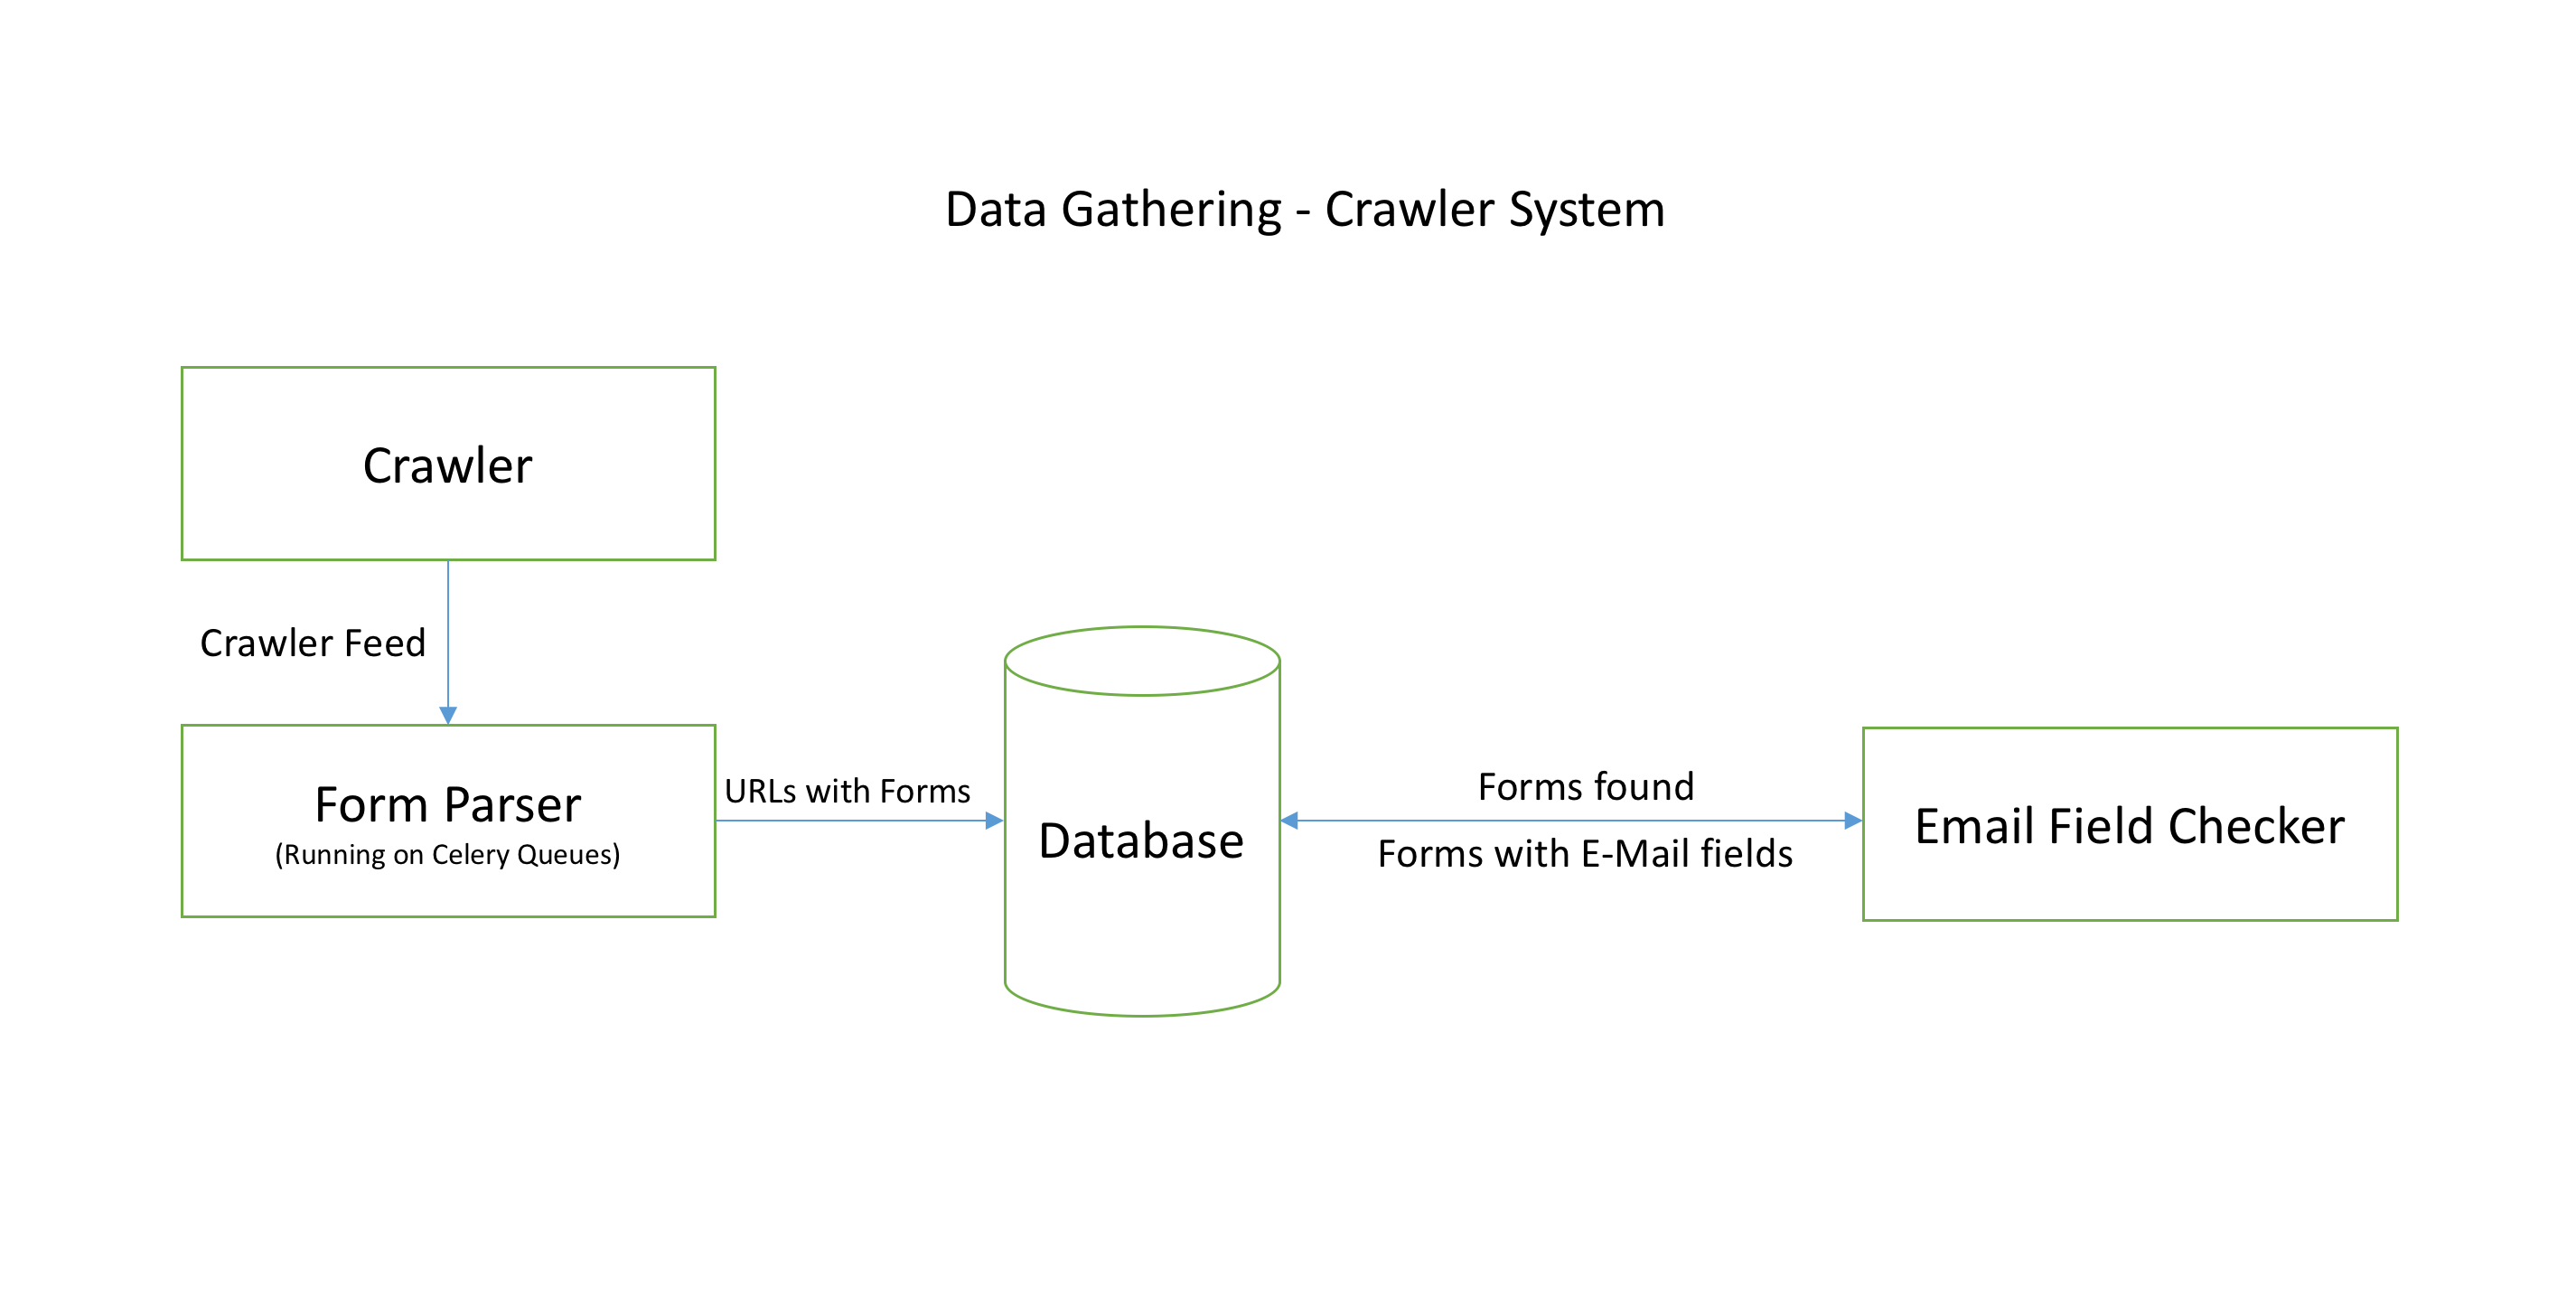 Data Gathering - Crawler System
Crawler
Crawler Feed
Form Parser
(Running on Celery Queues)
URLs with Forms
Database
Forms found
Forms with E-Mail fields
Email Field Checker